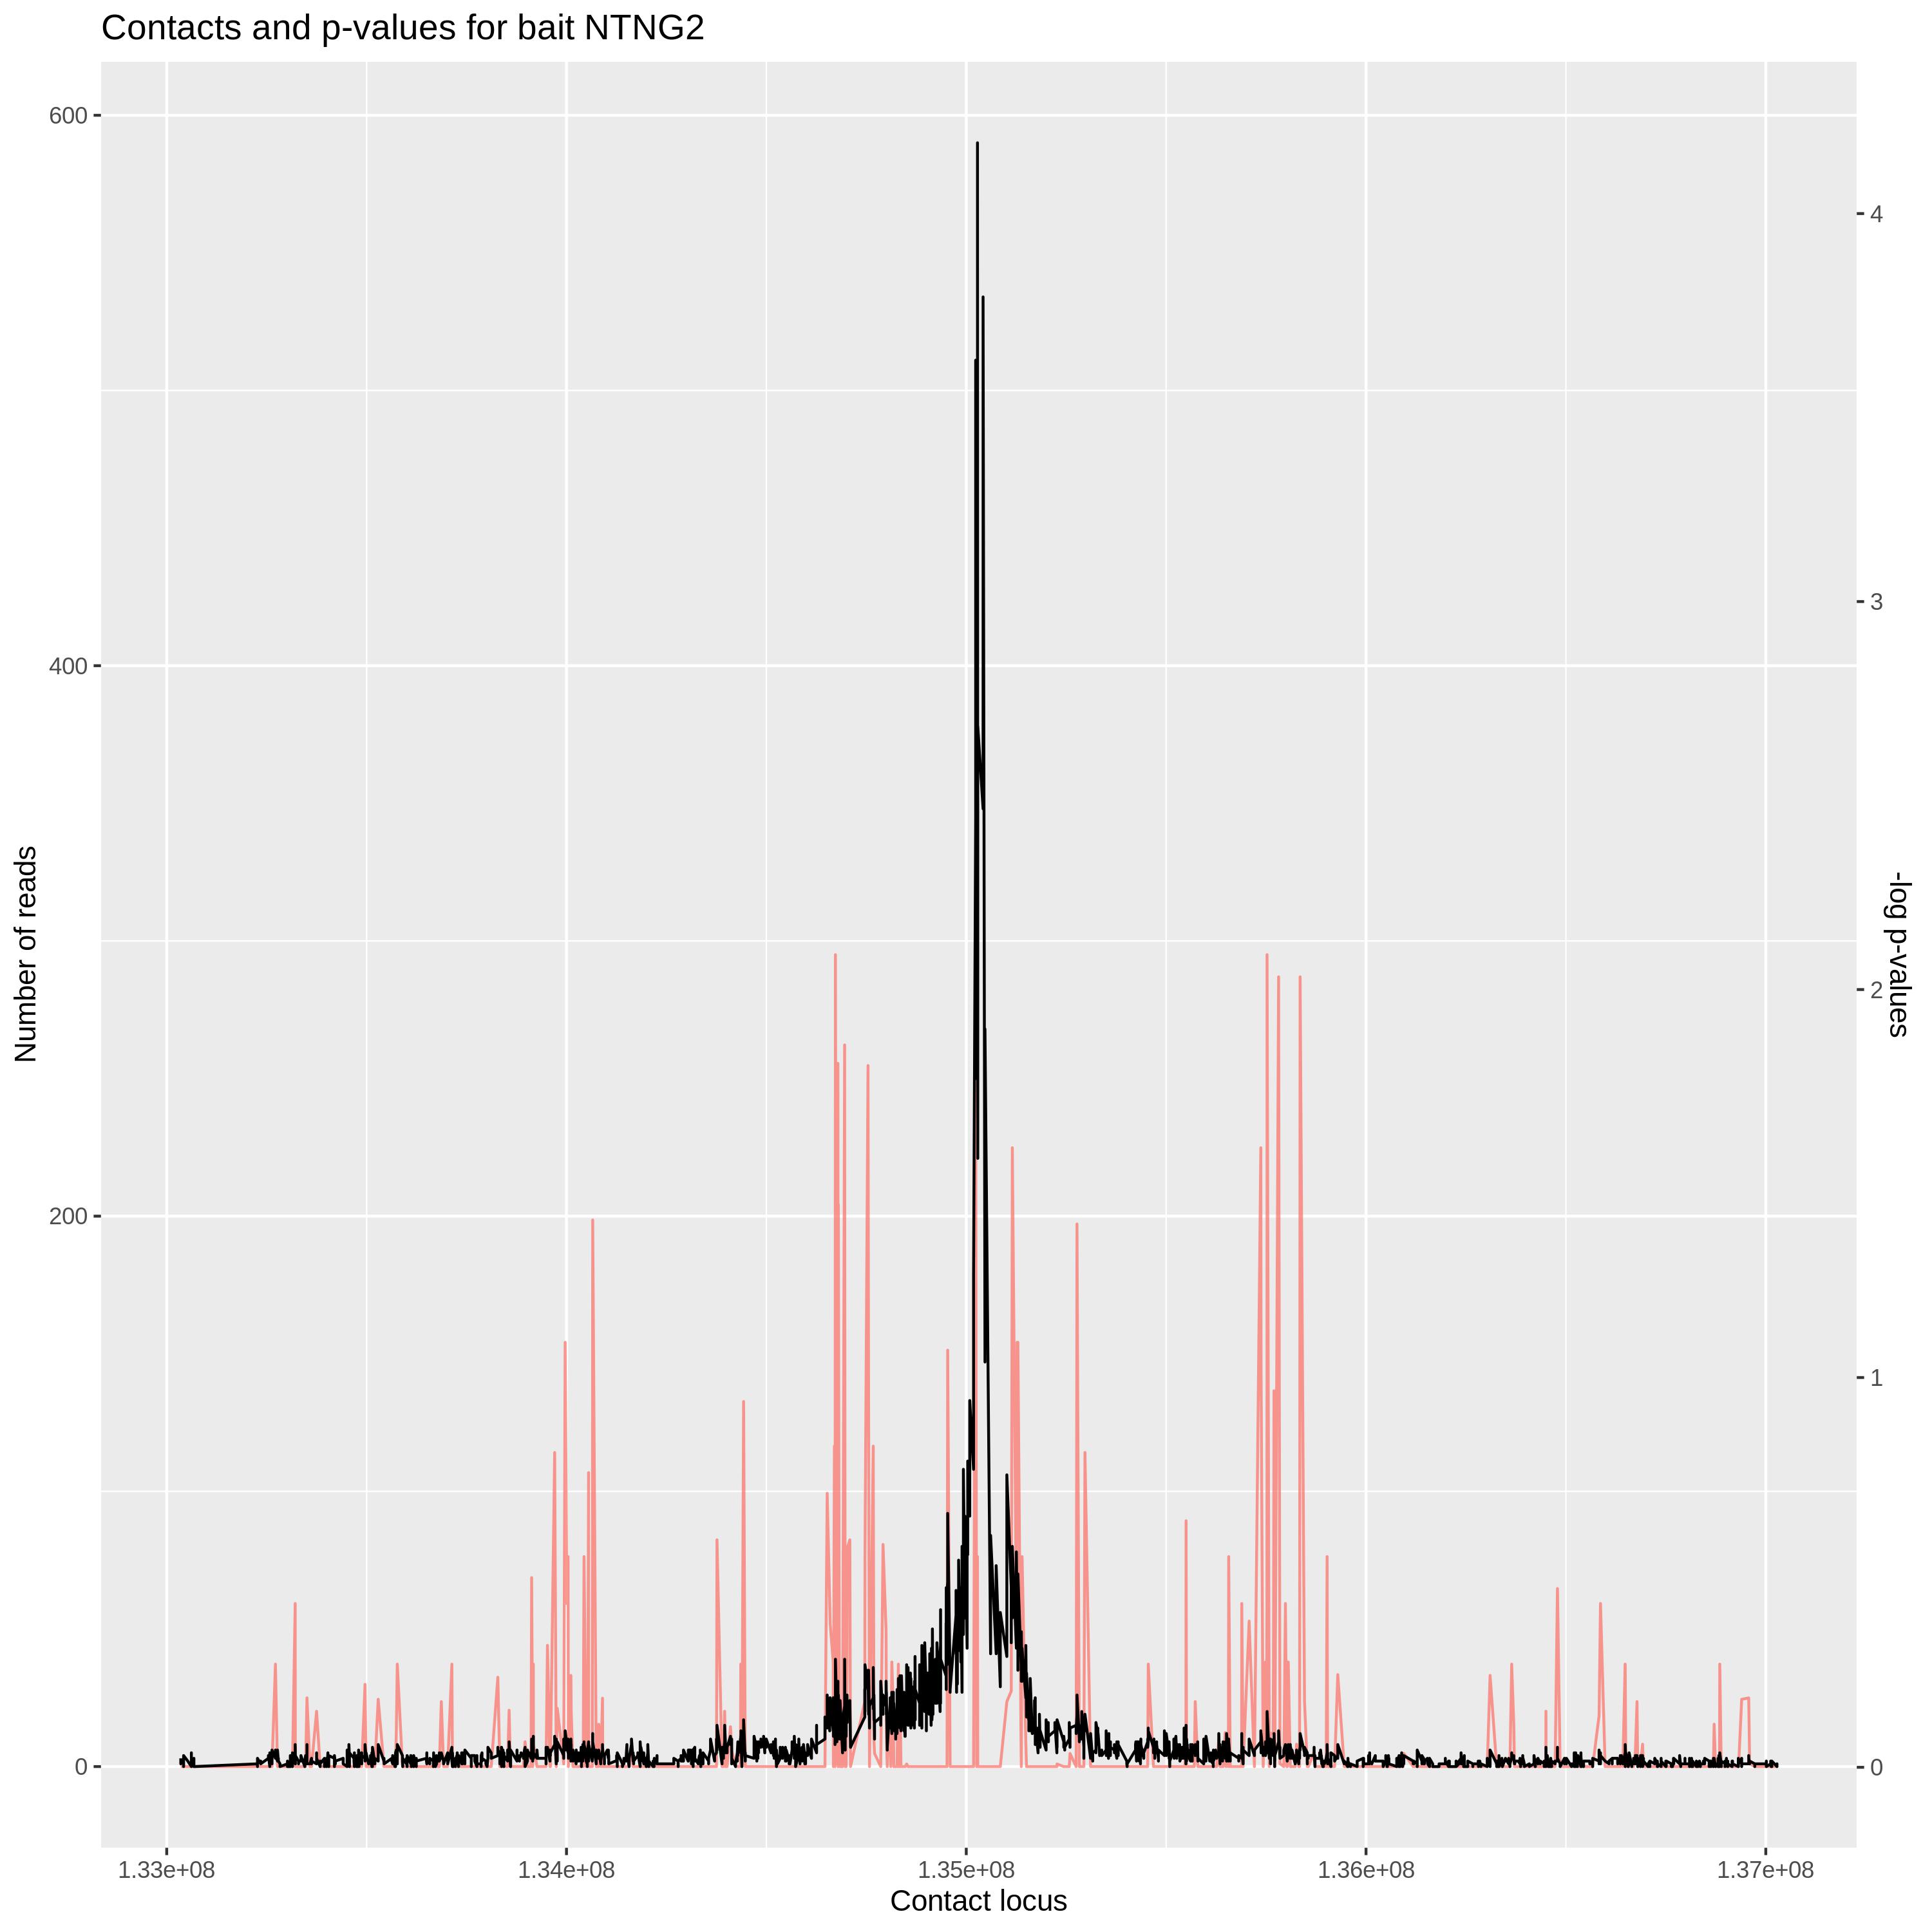 Contacts and p-values for bait NTNG2
600
400
200
0
Number of reads
4
3
2
1
0
-log p-values
1.33e+08
1.34e+08
1.35e+08
1.36e+08
1.37e+08
Contact locus